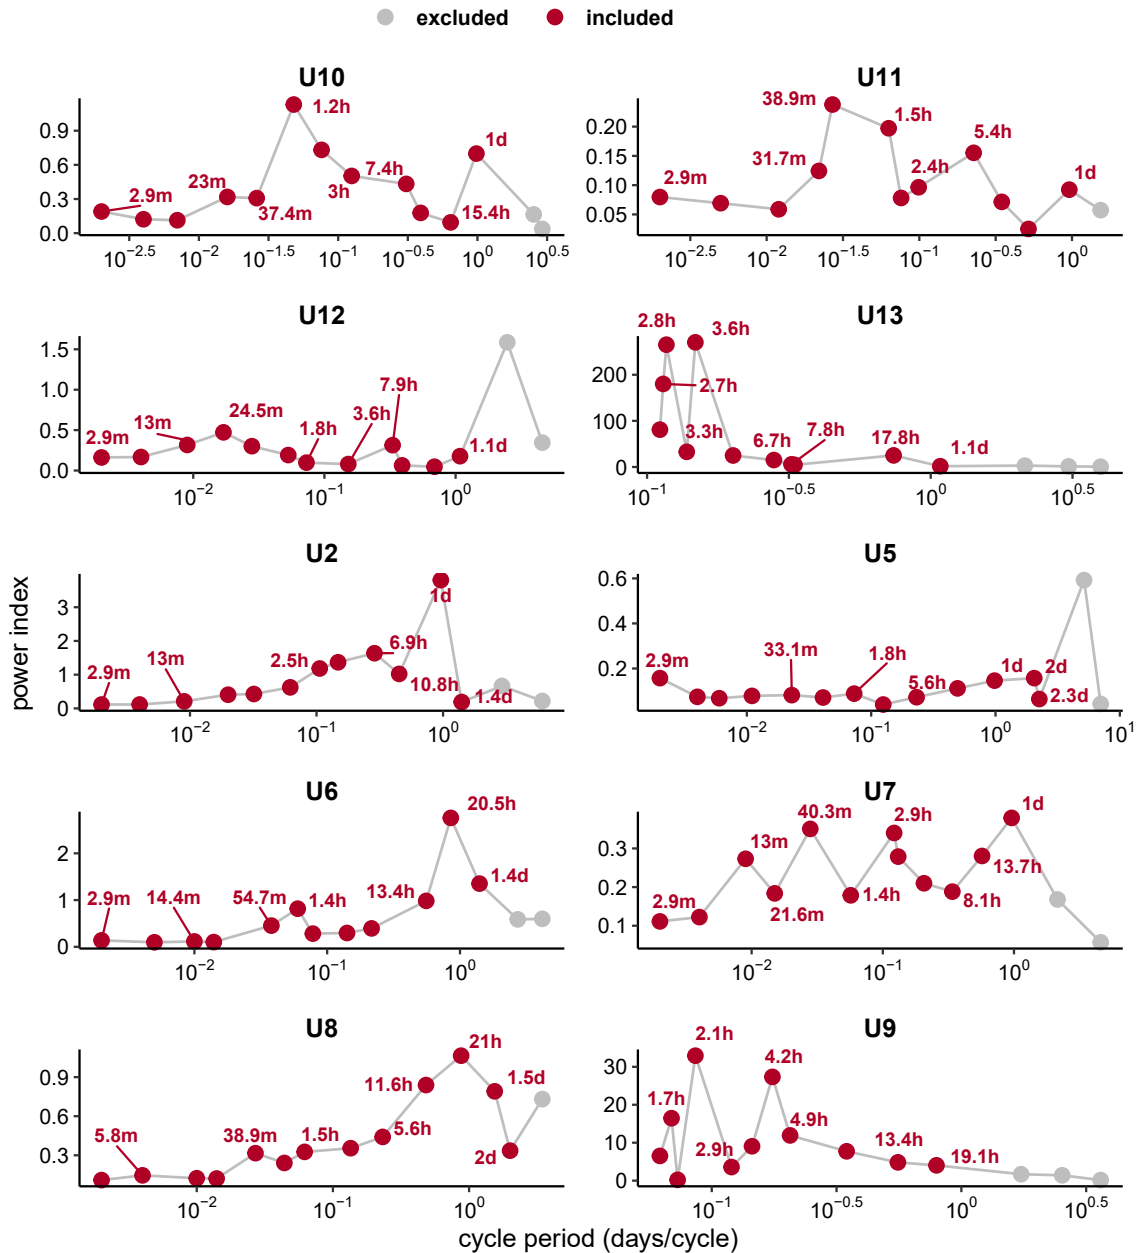 excluded included
U10
0.9
0.6
0.3
0.0
1.2h
1d
2.9m
23m
7.4h
3h
37.4m
15.4h
10^−2.5 10^−2 10^−1.5 10^−1 10^−0.5 10^0 10^0.5
U11
0.20
0.15
0.10
0.05
38.9m
1.5h
5.4h
31.7m
2.4h
1d
2.9m
10^−2.5 10^−2 10^−1.5 10^−1 10^−0.5 10^0
U12
1.5
1.0
0.5
0.0
7.9h
24.5m
13m
3.6h
1.8h
2.9m
1.1d
10^−2 10^−1 10^0
U13
200
100
0
2.8h
3.6h
2.7h
3.3h
7.8h
17.8h
6.7h
1.1d
10^−1 10^−0.5 10^0 10^0.5
U2
3
2
1
0
1d
6.9h
2.5h
13m
2.9m
10.8h
1.4d
10^−2 10^−1 10^0
U5
0.6
0.4
0.2
2.9m
33.1m
1.8h
1d
2d
5.6h
2.3d
10^−2 10^−1 10^0 10^1
U6
2
1
0
20.5h
1.4d
13.4h
54.7m
1.4h
14.4m
2.9m
10^−2 10^−1 10^0
U7
0.3
0.2
0.1
1d
40.3m
2.9h
13m
13.7h
2.9m
21.6m
1.4h
8.1h
10^−2 10^−1 10^0
U8
0.9
0.6
0.3
21h
1.5d
11.6h
5.6h
1.5h
38.9m
5.8m
2d
10^−2 10^−1 10^0
U9
30
20
10
0
2.1h
4.2h
1.7h
4.9h
2.9h
13.4h
19.1h
10^−1 10^−0.5 10^0 10^0.5
power index
cycle period (days/cycle)